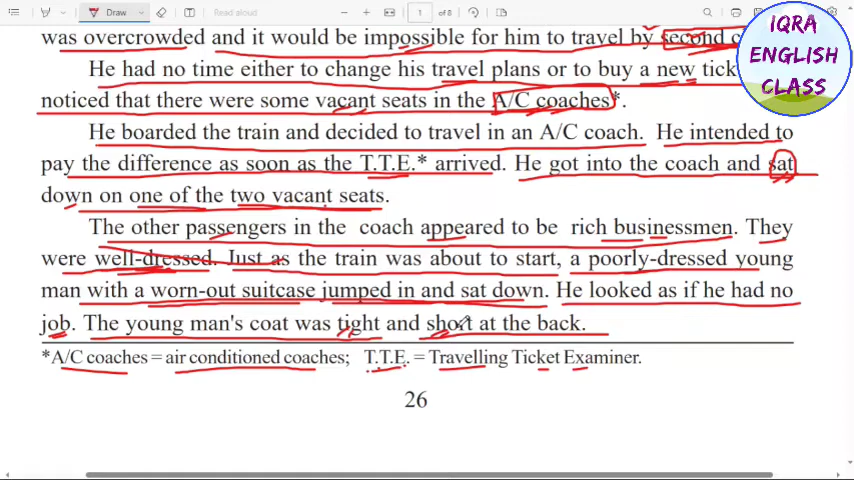 Draw
Read aloud
1 of 8
IQRA
ENGLISH
CLASS
was overcrowded and it would be impossible for him to travel by second
He had no time either to change his travel plans or to buy a new
noticed that there were some vacant seats in the A/C coaches*.
He boarded the train and decided to travel in an A/C coach. He intended to
pay the difference as soon as the T.T.E.* arrived. He got into the coach and sat
down on one of the two vacant seats.
The other passengers in the coach appeared to be rich businessmen. They
were well-dressed. Just as the train was about to start, a poorly-dressed young
man with a worn-out suitcase jumped in and sat down. He looked as if he had no
job. The young man's coat was tight and short at the back.
*A/C coaches = air conditioned coaches; T.T.E. = Travelling Ticket Examiner.
26